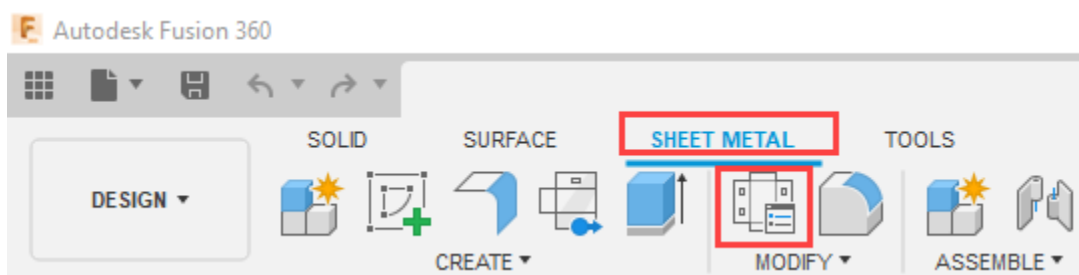 Autodesk Fusion 360
SOLID SURFACE SHEET METAL TOOLS
DESIGN
CREATE MODIFY ASSEMBLE